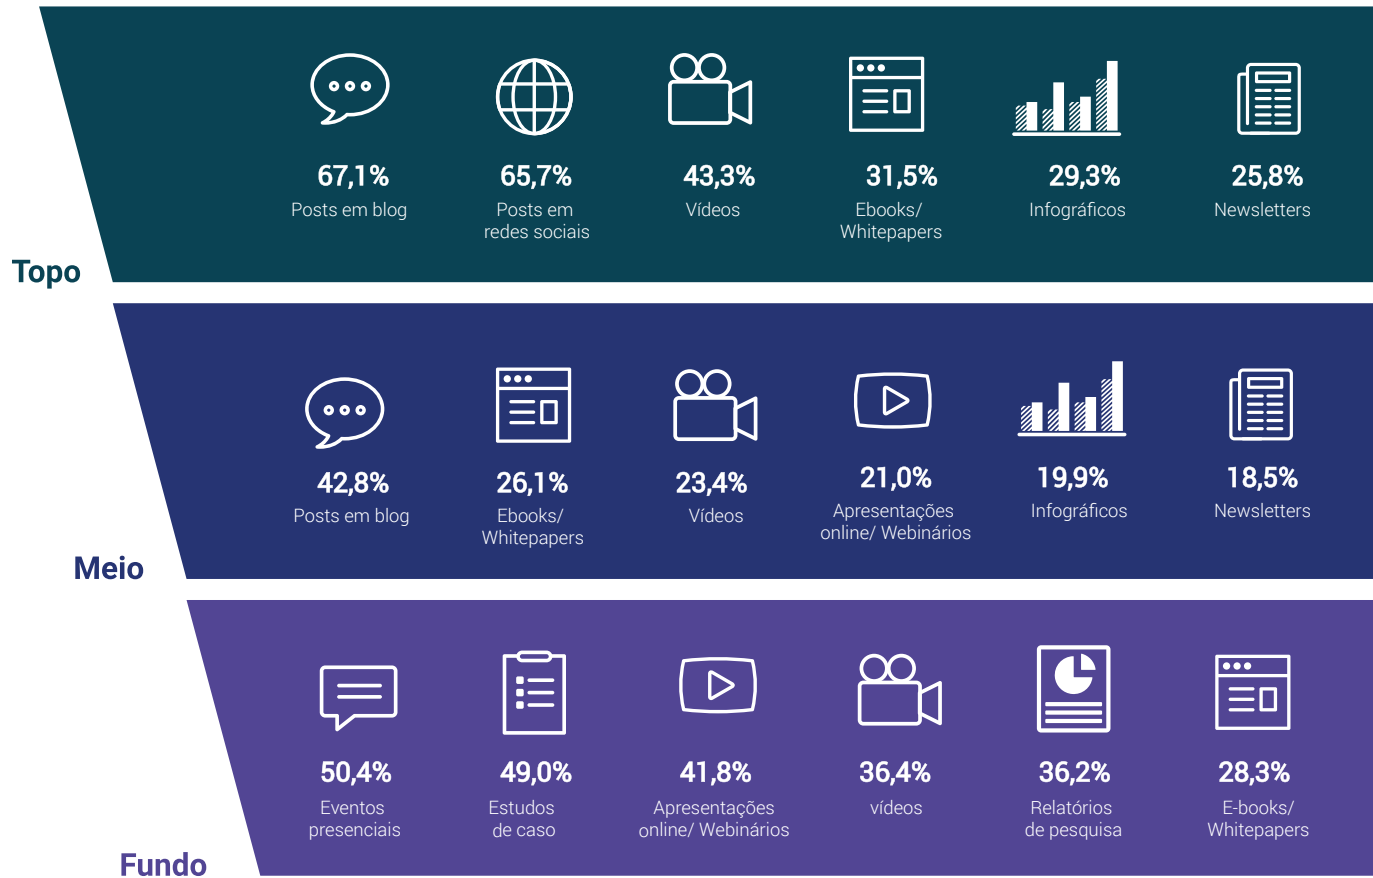 67,1%
65,7%
43,3%
31,5%
29,3%
25,8%
Posts em blog
Posts em
redes sociais
Vídeos
Ebooks/
Whitepapers
Infográficos
Newsletters
Topo
42,8%
26,1%
23,4%
21,0%
19,9%
18,5%
Posts em blog
Ebooks/
Whitepapers
Vídeos
Apresentações
online/ Webinários
Infográficos
Newsletters
Meio
50,4%
49,0%
41,8%
36,4%
36,2%
28,3%
Eventos
presenciais
Estudos
de caso
Apresentações
online/ Webinários
vídeos
Relatórios
de pesquisa
E-books/
Whitepapers
Fundo